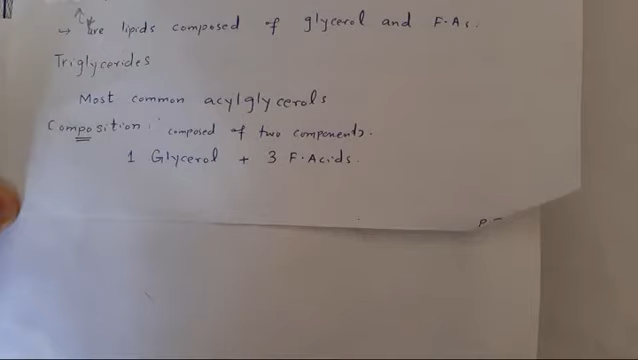 → are lipids composed of glycerol and F.As.
Triglycerides
Most common acylglycerols
Composition: composed of two components.
1 Glycerol + 3 F.Acids.
P-